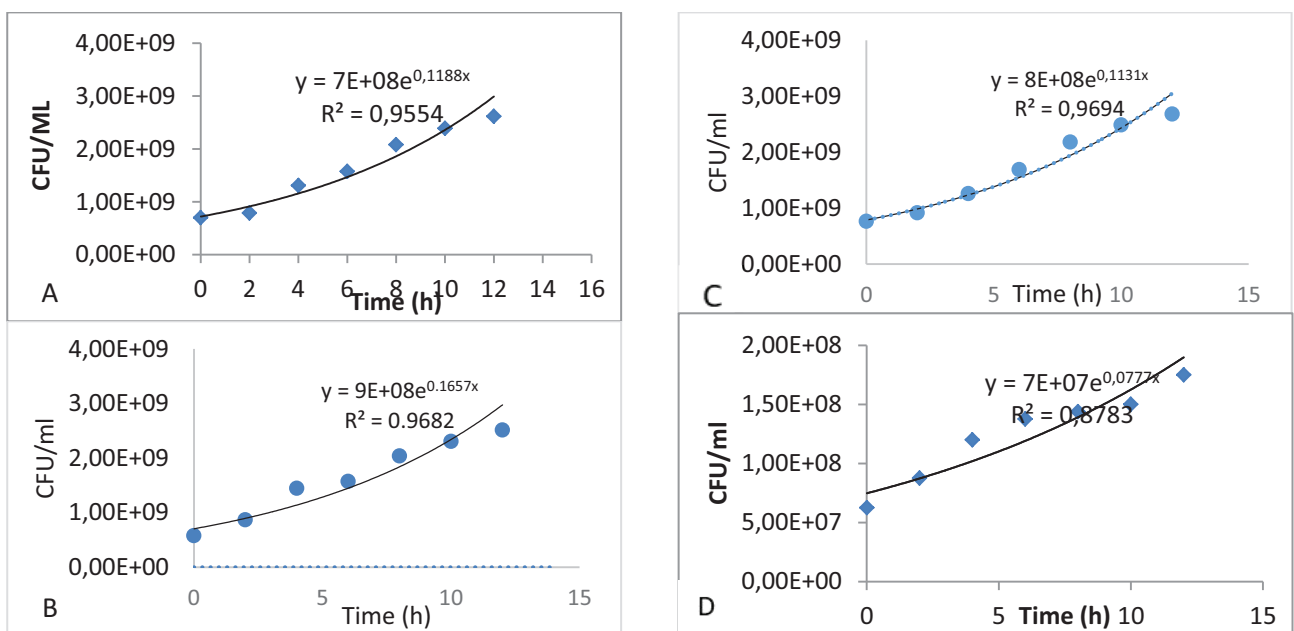 4,00E+09
3,00E+09
2,00E+09
1,00E+09
0,00E+00
CFU/ML
y = 7E+08e^0,1188x
R² = 0,9554
0 2 4 6 8 10 12 14 16
Time (h)
A
4,00E+09
3,00E+09
2,00E+09
1,00E+09
0,00E+00
CFU/ml
y = 8E+08e^0,1131x
R² = 0,9694
0 5 10 15
Time (h)
C
4,00E+09
3,00E+09
2,00E+09
1,00E+09
0,00E+00
CFU/ml
y = 9E+08e^0.1657x
R² = 0.9682
0 5 10 15
Time (h)
B
2,00E+08
1,50E+08
1,00E+08
5,00E+07
0,00E+00
CFU/ml
y = 7E+07e^0,0777x
R² = 0,8783
0 5 10 15
Time (h)
D